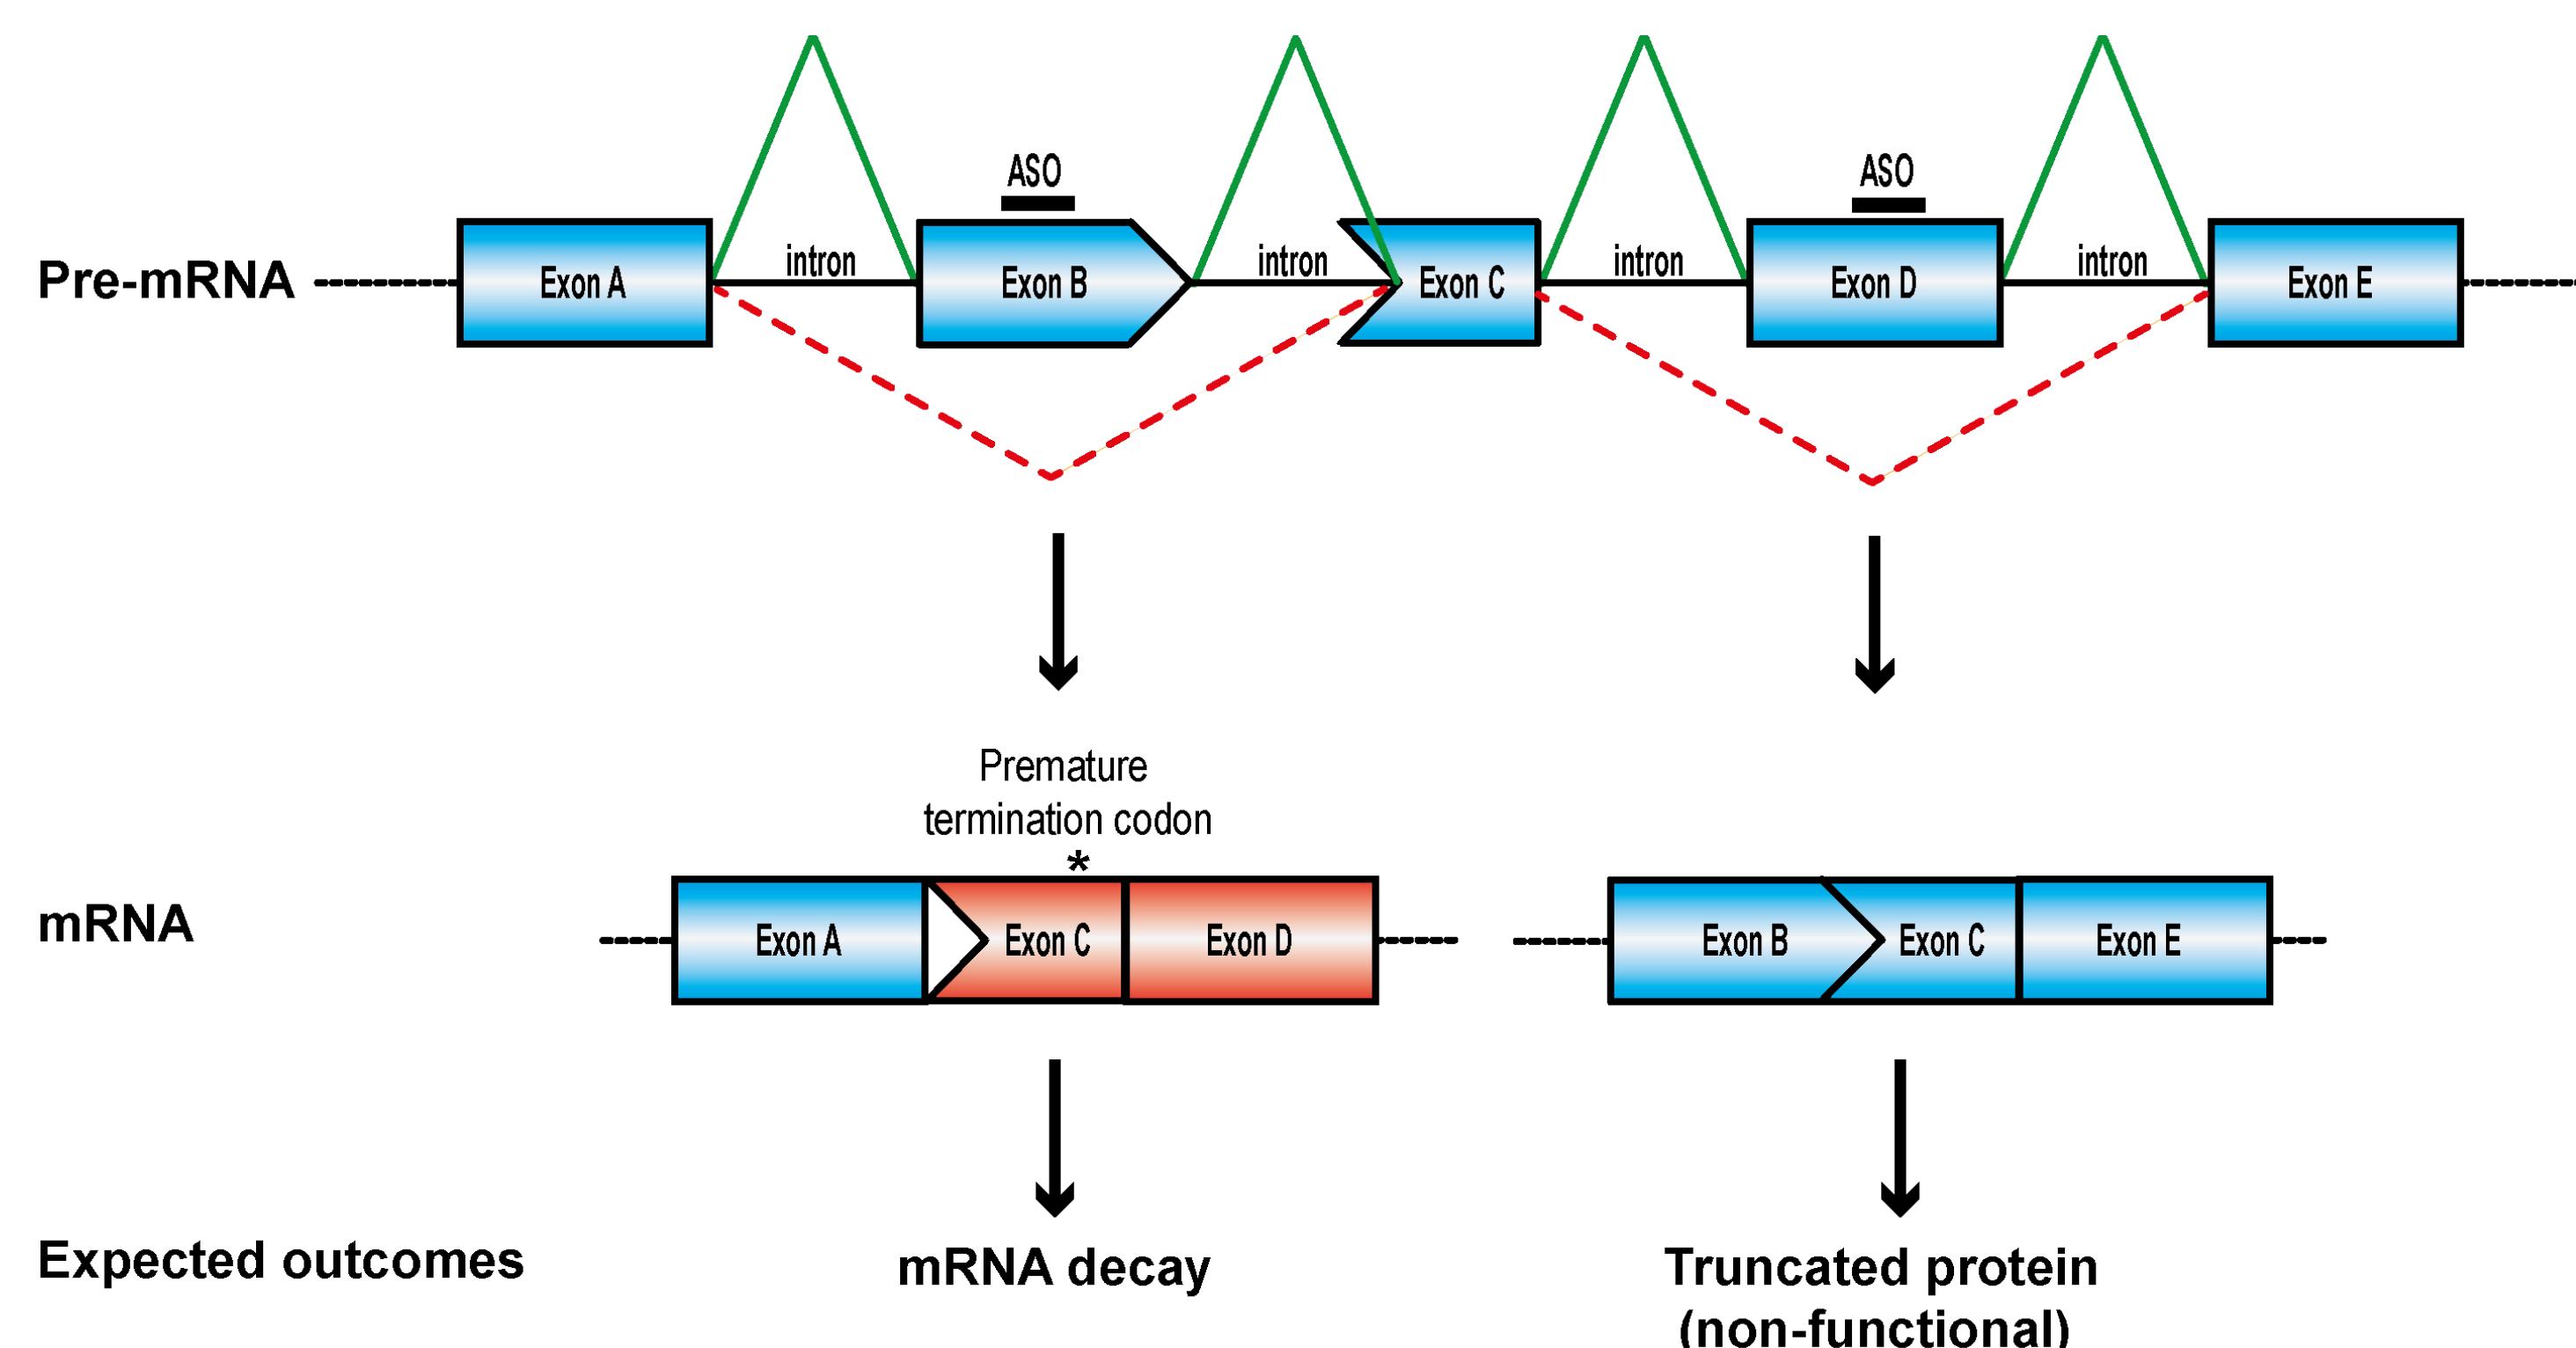 ASO
ASO
Pre-mRNA
Exon A
intron
Exon B
intron
Exon C
intron
Exon D
intron
Exon E
Premature
termination codon
*
mRNA
Exon A
Exon C
Exon D
Exon B
Exon C
Exon E
Expected outcomes
mRNA decay
Truncated protein
(non-functional)